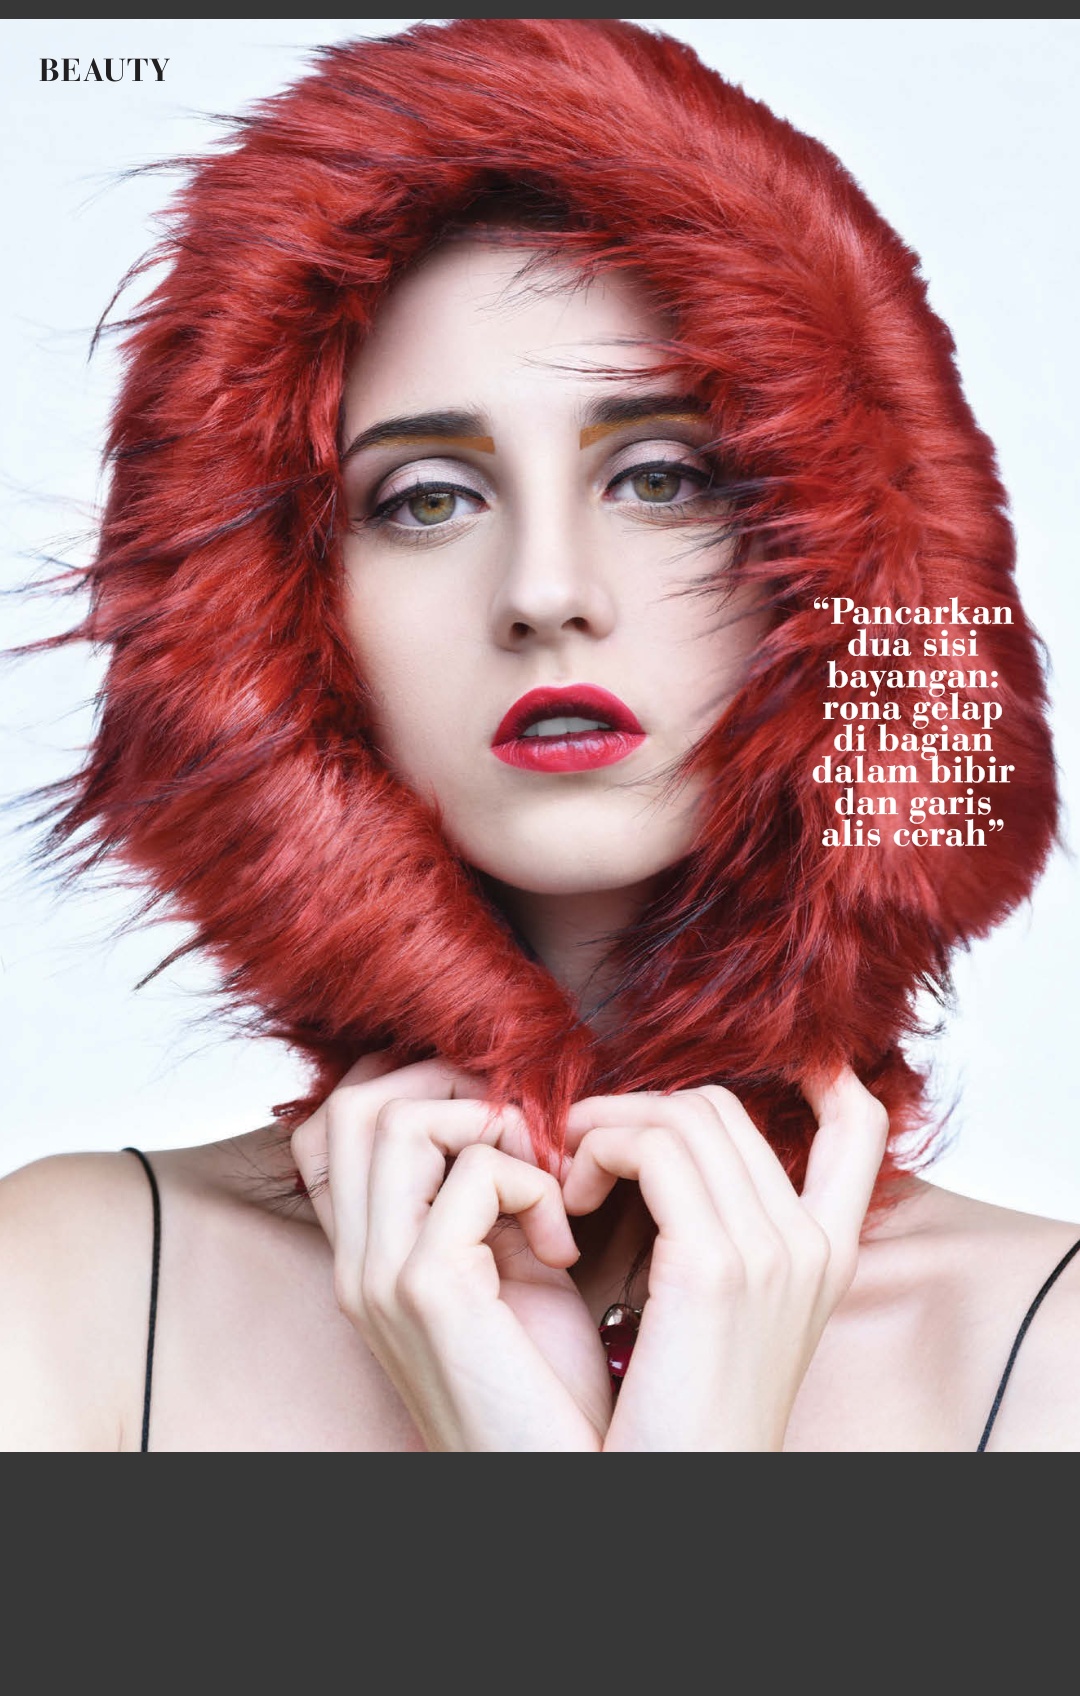 BEAUTY
“Pancarkan
dua sisi
bayangan:
rona gelap
di bagian
dalam bibir
dan garis
alis cerah”